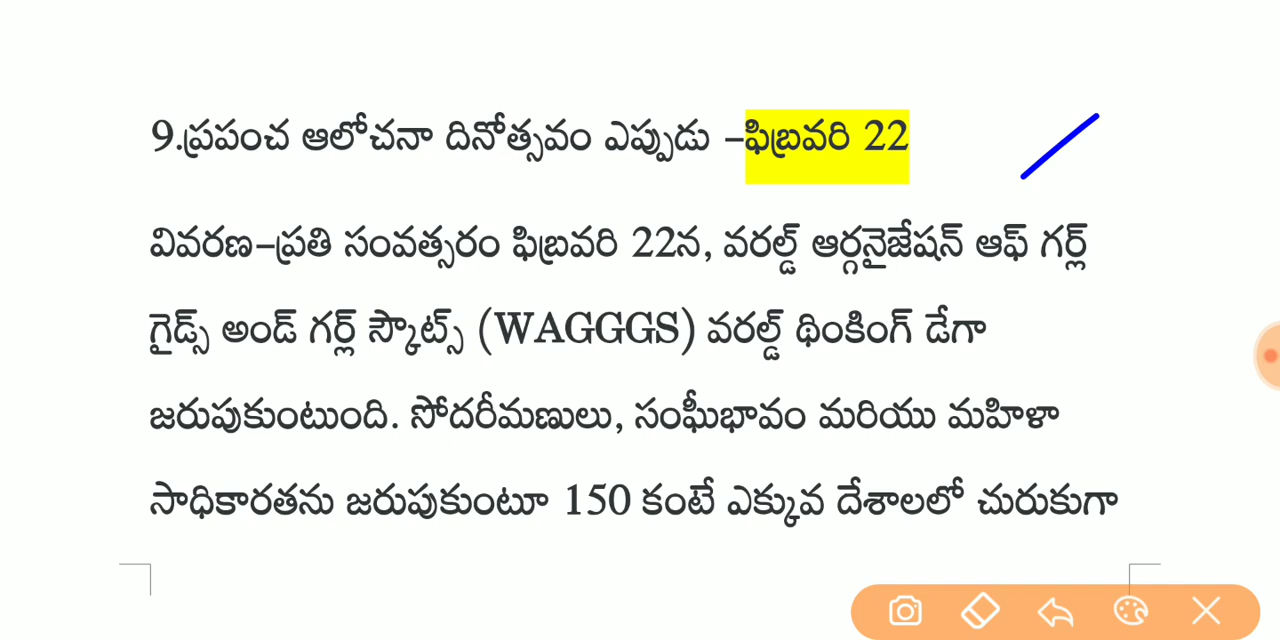 9.ప్రపంచ ఆలోచనా దినోత్సవం ఎప్పుడు –ఫిబ్రవరి 22
వివరణ–ప్రతి సంవత్సరం ఫిబ్రవరి 22న, వరల్డ్ ఆర్గనైజేషన్ ఆఫ్ గర్ల్
గైడ్స్ అండ్ గర్ల్ స్కౌట్స్ (WAGGGS) వరల్డ్ థింకింగ్ డేగా
జరుపుకుంటుంది. సోదరీమణులు, సంఘీభావం మరియు మహిళా
సాధికారతను జరుపుకుంటూ 150 కంటే ఎక్కువ దేశాలలో చురుకుగా